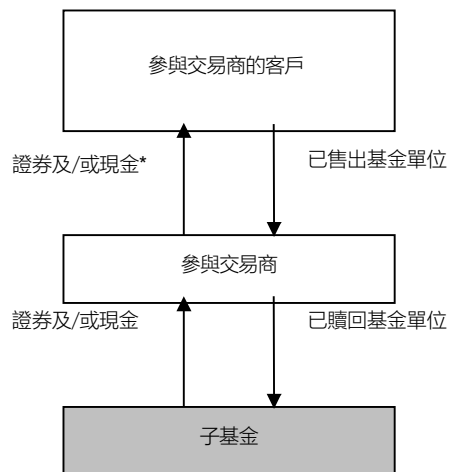 參與交易商的客戶
證券及/或現金*
已售出基金單位
參與交易商
證券及/或現金
已贖回基金單位
子基金